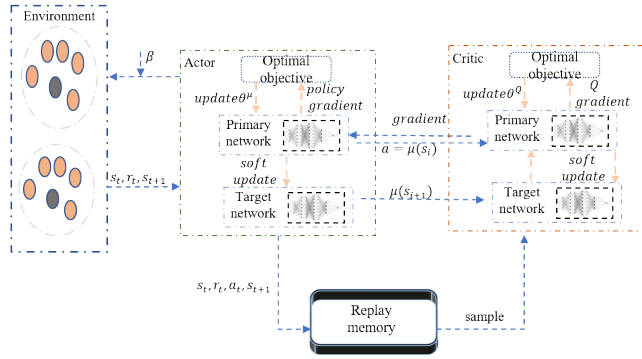 Environment
β
s_t, r_t, s_{t+1}
Actor
Optimal
objective
updateθ^μ
policy
gradient
Primary
network
soft
update
Target
network
gradient
a = μ(s_i)
μ(s_{i+1})
Critic
Optimal
objective
updateθ^Q
Q
gradient
Primary
network
soft
update
Target
network
s_t, r_t, a_t, s_{t+1}
Replay
memory
sample